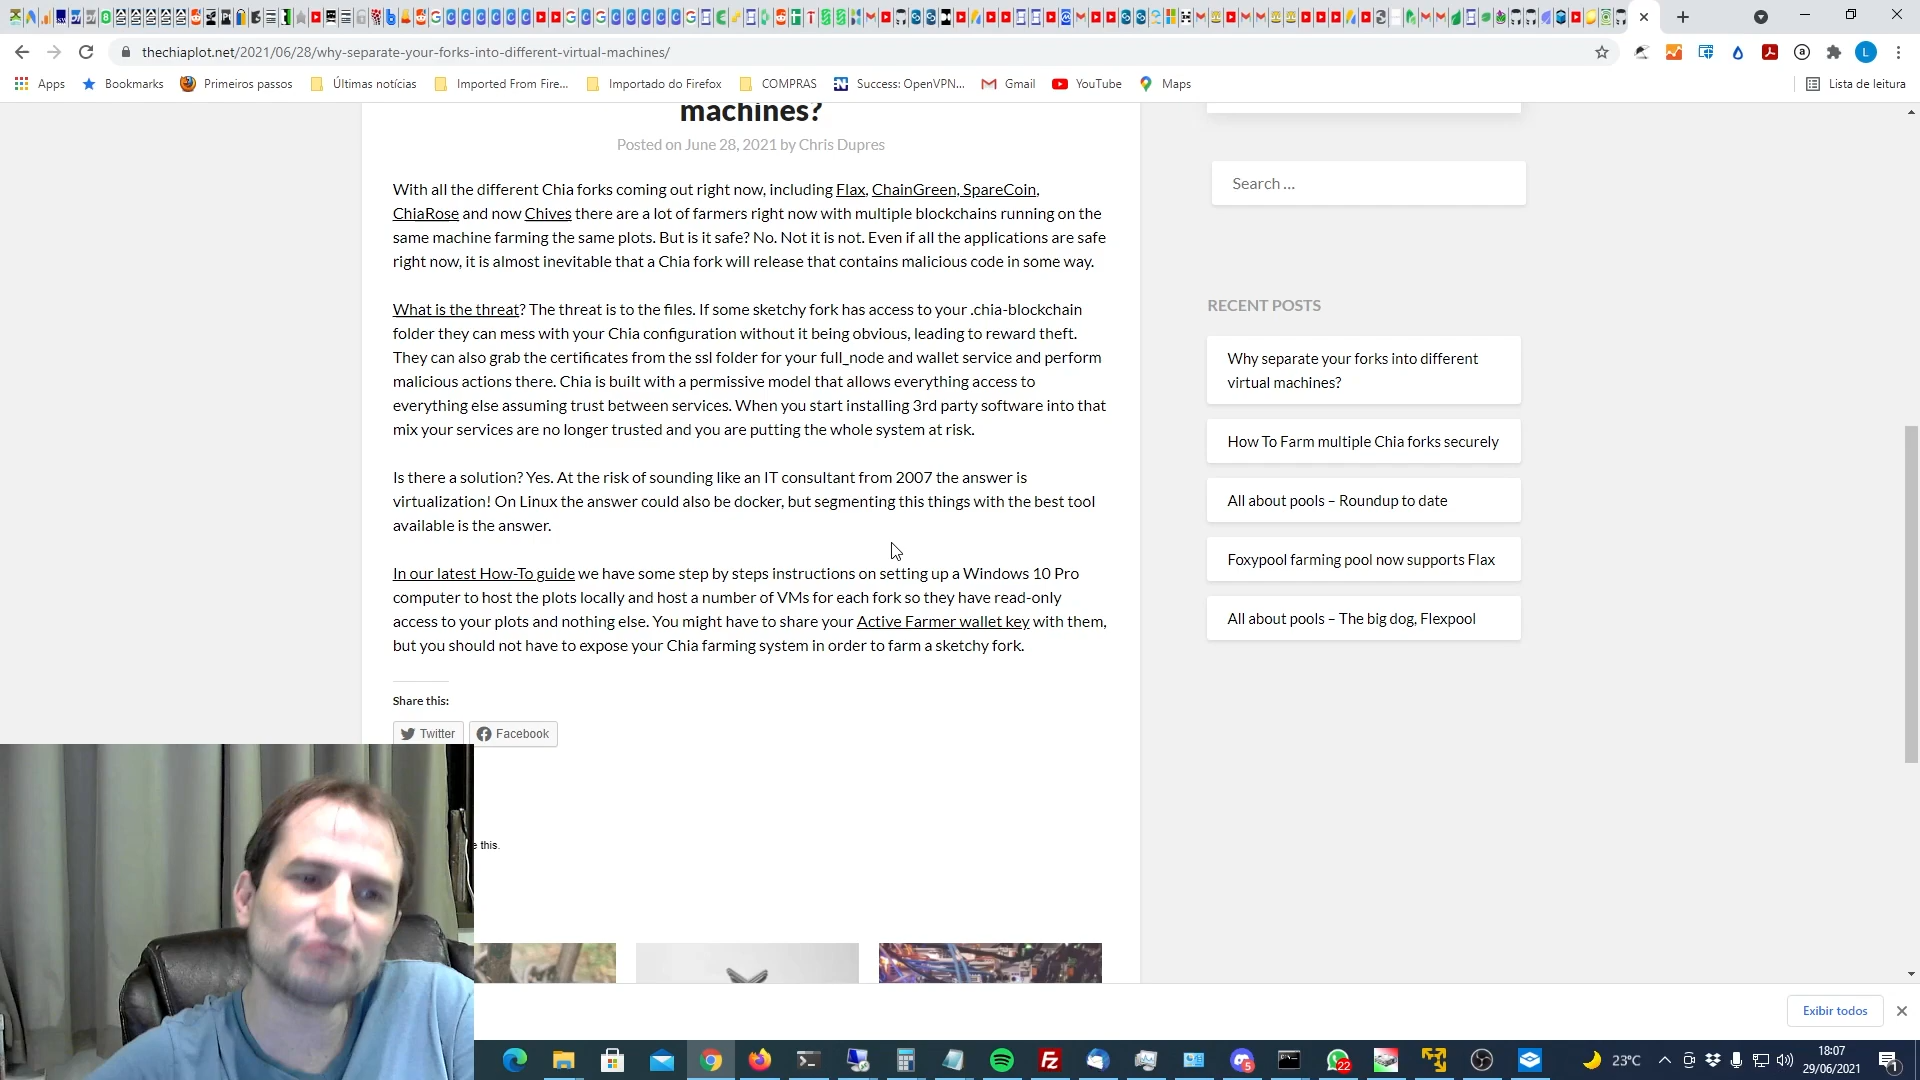 thechiaplot.net/2021/06/28/why-separate-your-forks-into-different-virtual-machines/
Apps
Bookmarks
Primeiros passos
Últimas notícias
Imported From Fire...
Importado do Firefox
COMPRAS
Success: OpenVPN...
Gmail
YouTube
Maps
Lista de leitura
machines?
Posted on June 28, 2021 by Chris Dupres
With all the different Chia forks coming out right now, including Flax, ChainGreen, SpareCoin,
ChiaRose and now Chives there are a lot of farmers right now with multiple blockchains running on the
same machine farming the same plots. But is it safe? No. Not it is not. Even if all the applications are safe
right now, it is almost inevitable that a Chia fork will release that contains malicious code in some way.
What is the threat? The threat is to the files. If some sketchy fork has access to your .chia-blockchain
folder they can mess with your Chia configuration without it being obvious, leading to reward theft.
They can also grab the certificates from the ssl folder for your full_node and wallet service and perform
malicious actions there. Chia is built with a permissive model that allows everything access to
everything else assuming trust between services. When you start installing 3rd party software into that
mix your services are no longer trusted and you are putting the whole system at risk.
Is there a solution? Yes. At the risk of sounding like an IT consultant from 2007 the answer is
virtualization! On Linux the answer could also be docker, but segmenting this things with the best tool
available is the answer.
In our latest How-To guide we have some step by steps instructions on setting up a Windows 10 Pro
computer to host the plots locally and host a number of VMs for each fork so they have read-only
access to your plots and nothing else. You might have to share your Active Farmer wallet key with them,
but you should not have to expose your Chia farming system in order to farm a sketchy fork.
Share this:
Twitter
Facebook
this.
Search ...
RECENT POSTS
Why separate your forks into different
virtual machines?
How To Farm multiple Chia forks securely
All about pools – Roundup to date
Foxypool farming pool now supports Flax
All about pools – The big dog, Flexpool
Exibir todos
23°C
18:07
29/06/2021